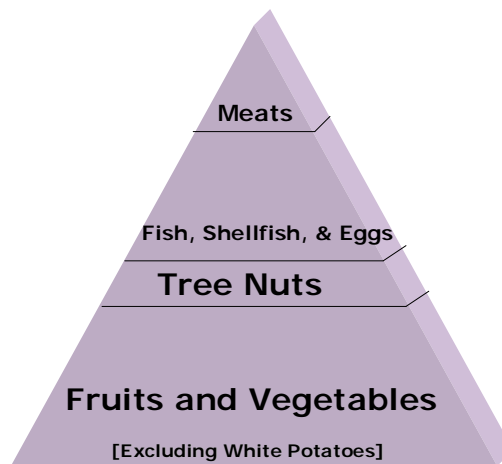 Meats
Fish, Shellfish, & Eggs
Tree Nuts
Fruits and Vegetables
[Excluding White Potatoes]